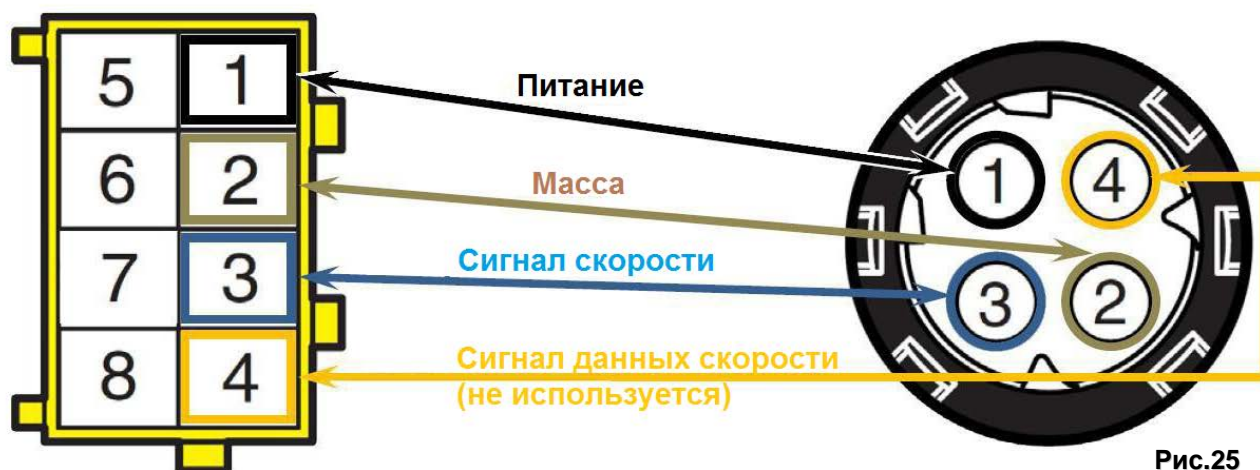 5 1
6 2
7 3
8 4
Питание
Масса
Сигнал скорости
Сигнал данных скорости
(не используется)
1 4
3 2
Рис.25